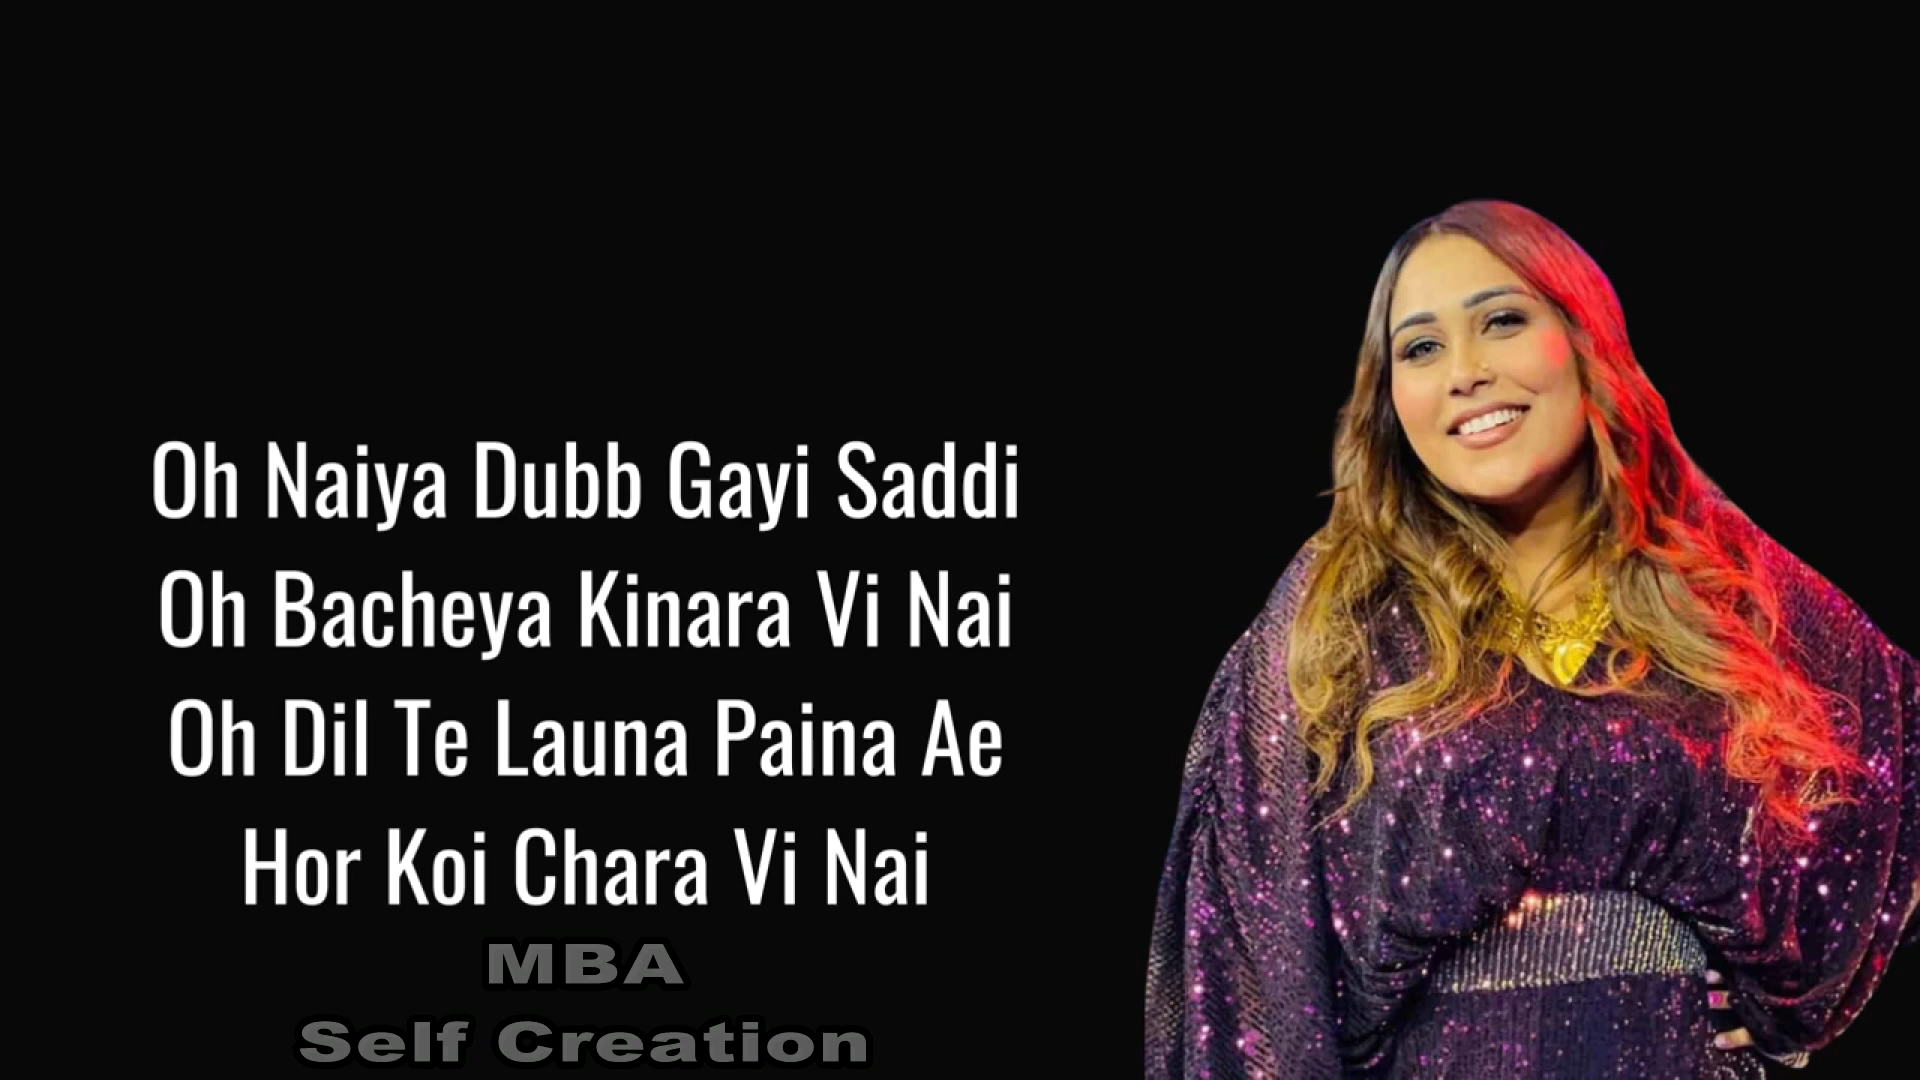 Oh Naiya Dubb Gayi Saddi
Oh Bacheya Kinara Vi Nai
Oh Dil Te Launa Paina Ae
Hor Koi Chara Vi Nai
MBA
Self Creation